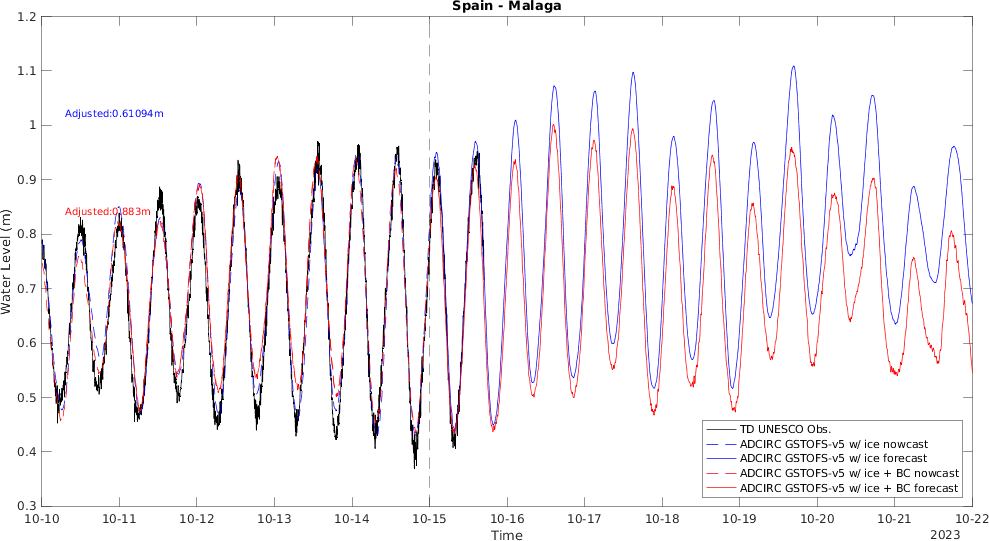 Spain - Malaga
1.2
1.1
1
0.9
0.8
0.7
0.6
0.5
0.4
0.3
Water Level (m)
Adjusted:0.61094m
Adjusted:0.883m
TD UNESCO Obs.
ADCIRC GSTOFS-v5 w/ ice nowcast
ADCIRC GSTOFS-v5 w/ ice forecast
ADCIRC GSTOFS-v5 w/ ice + BC nowcast
ADCIRC GSTOFS-v5 w/ ice + BC forecast
10-10 10-11 10-12 10-13 10-14 10-15 10-16 10-17 10-18 10-19 10-20 10-21 10-22
Time
2023